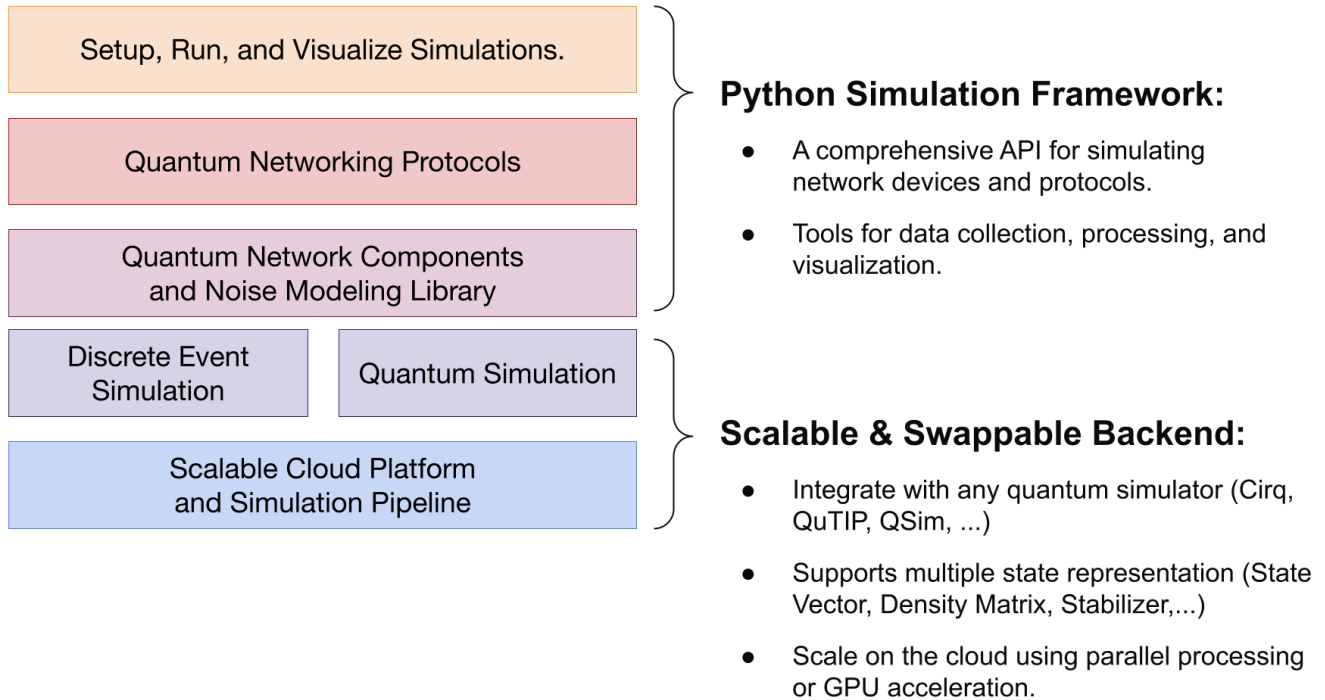 Setup, Run, and Visualize Simulations.
Quantum Networking Protocols
Quantum Network Components
and Noise Modeling Library
Discrete Event
Simulation
Quantum Simulation
Scalable Cloud Platform
and Simulation Pipeline
Python Simulation Framework:
● A comprehensive API for simulating
network devices and protocols.
● Tools for data collection, processing, and
visualization.
Scalable & Swappable Backend:
● Integrate with any quantum simulator (Cirq,
QuTIP, QSim, ...)
● Supports multiple state representation (State
Vector, Density Matrix, Stabilizer,...)
● Scale on the cloud using parallel processing
or GPU acceleration.